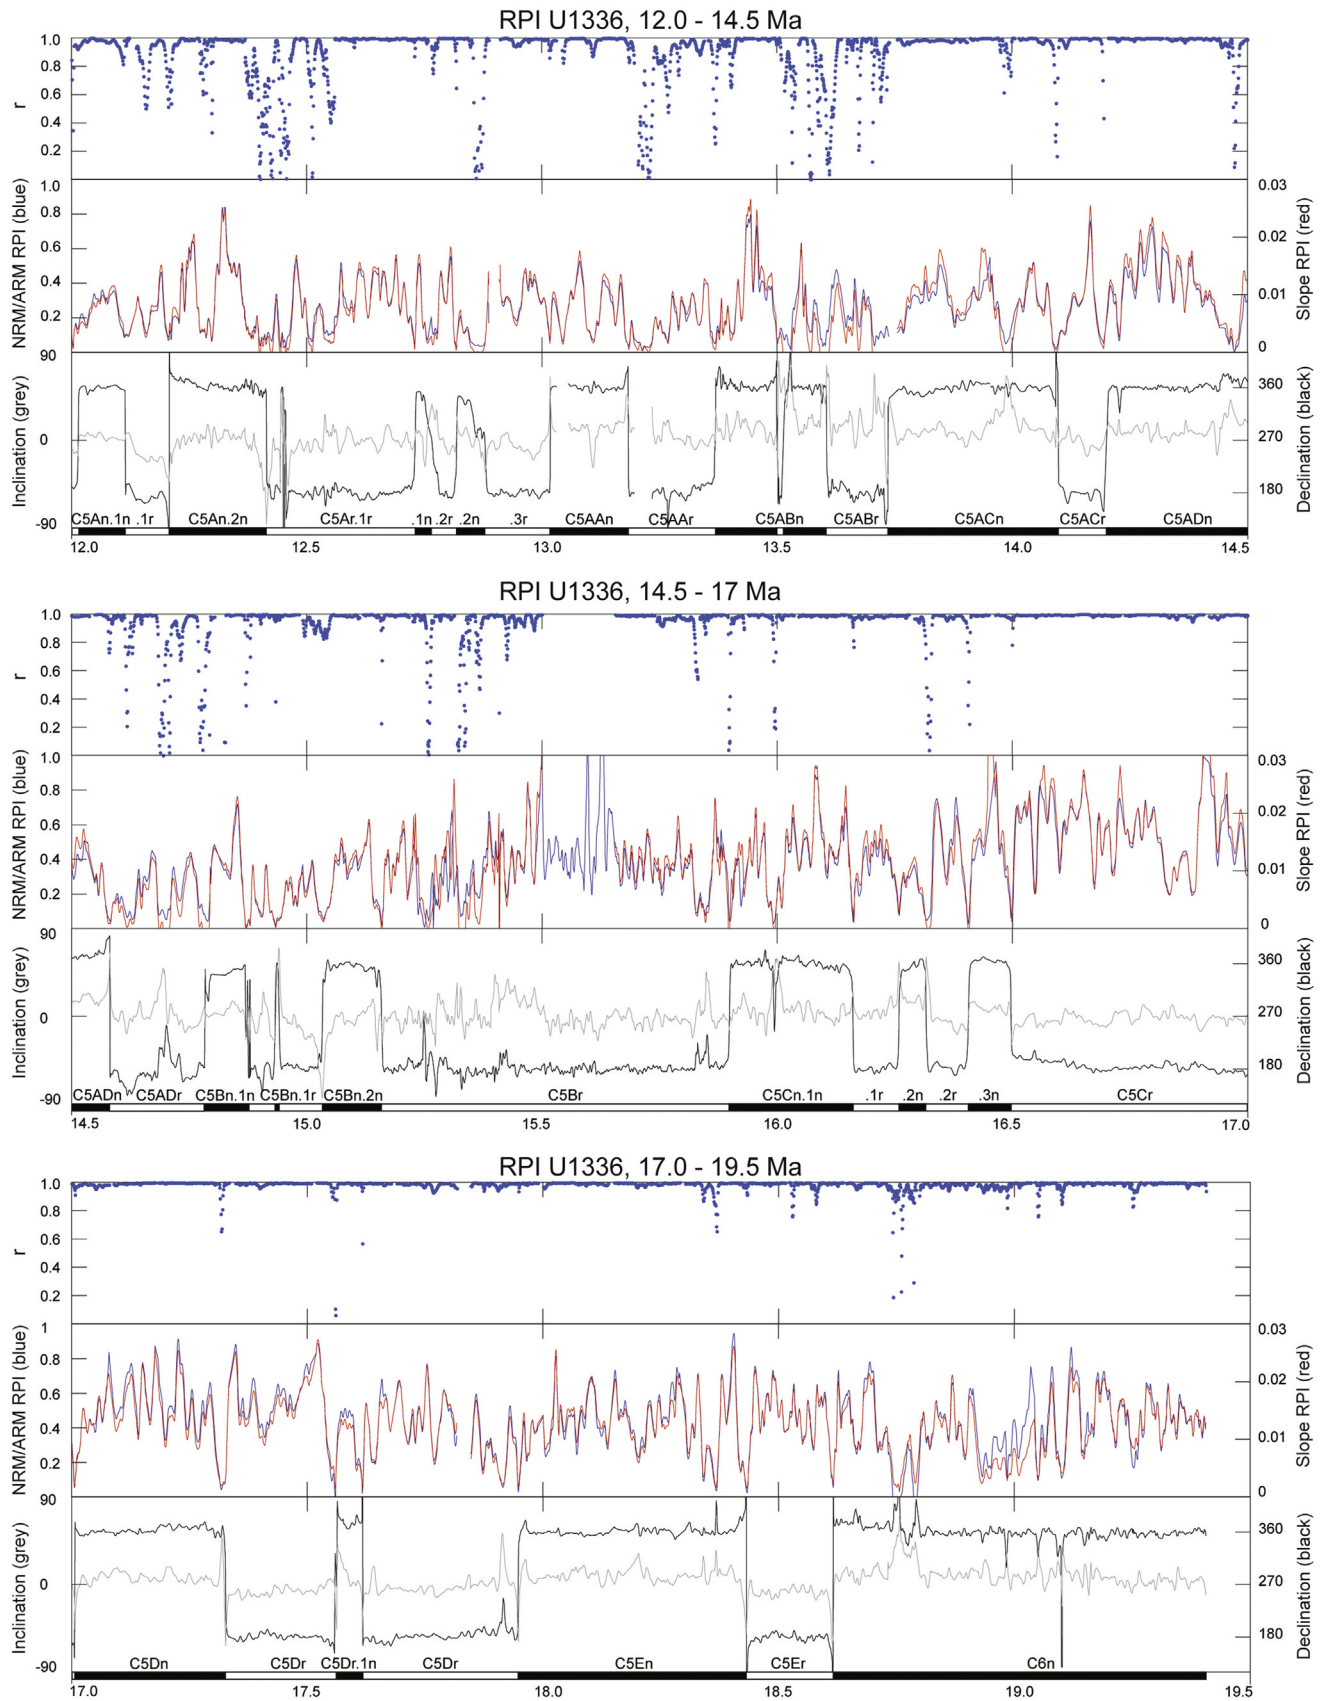 RPI U1336, 12.0 - 14.5 Ma
1.0
0.8
0.6
0.4
0.2
r
1.0
0.8
0.6
0.4
0.2
NRM/ARM RPI (blue)
0.03
0.02
0.01
0
Slope RPI (red)
90
0
-90
Inclination (grey)
360
270
180
Declination (black)
C5An.1n .1r C5An.2n C5Ar.1r .1n .2r .2n .3r C5AAn C5AAr C5ABn C5ABr C5ACn C5ACr C5ADn
12.0 12.5 13.0 13.5 14.0 14.5
RPI U1336, 14.5 - 17 Ma
1.0
0.8
0.6
0.4
0.2
r
1.0
0.8
0.6
0.4
0.2
NRM/ARM RPI (blue)
0.03
0.02
0.01
0
Slope RPI (red)
90
0
-90
Inclination (grey)
360
270
180
Declination (black)
C5ADn C5ADr C5Bn.1n C5Bn.1r C5Bn.2n C5Br C5Cn.1n .1r .2n .2r .3n C5Cr
14.5 15.0 15.5 16.0 16.5 17.0
RPI U1336, 17.0 - 19.5 Ma
1.0
0.8
0.6
0.4
0.2
r
1
0.8
0.6
0.4
0.2
NRM/ARM RPI (blue)
0.03
0.02
0.01
0
Slope RPI (red)
90
0
-90
Inclination (grey)
360
270
180
Declination (black)
C5Dn C5Dr C5Dr.1n C5Dr C5En C5Er C6n
17.0 17.5 18.0 18.5 19.0 19.5